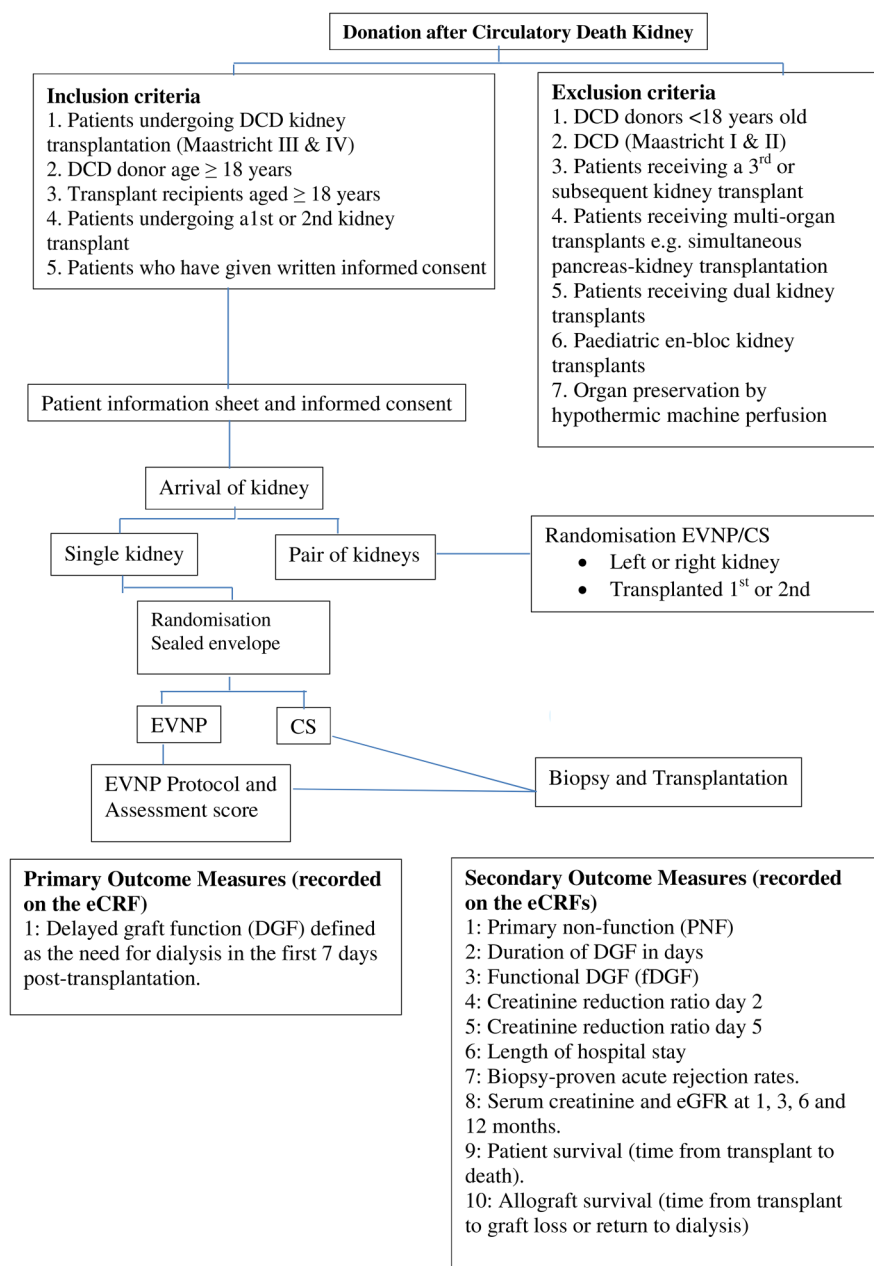 Donation after Circulatory Death Kidney
Inclusion criteria
1. Patients undergoing DCD kidney
transplantation (Maastricht III & IV)
2. DCD donor age ≥ 18 years
3. Transplant recipients aged ≥ 18 years
4. Patients undergoing a1st or 2nd kidney
transplant
5. Patients who have given written informed consent
Exclusion criteria
1. DCD donors <18 years old
2. DCD (Maastricht I & II)
3. Patients receiving a 3rd or
subsequent kidney transplant
4. Patients receiving multi-organ
transplants e.g. simultaneous
pancreas-kidney transplantation
5. Patients receiving dual kidney
transplants
6. Paediatric en-bloc kidney
transplants
7. Organ preservation by
hypothermic machine perfusion
Patient information sheet and informed consent
Arrival of kidney
Single kidney
Pair of kidneys
Randomisation EVNP/CS
• Left or right kidney
• Transplanted 1st or 2nd
Randomisation
Sealed envelope
EVNP
CS
EVNP Protocol and
Assessment score
Biopsy and Transplantation
Primary Outcome Measures (recorded
on the eCRF)
1: Delayed graft function (DGF) defined
as the need for dialysis in the first 7 days
post-transplantation.
Secondary Outcome Measures (recorded
on the eCRFs)
1: Primary non-function (PNF)
2: Duration of DGF in days
3: Functional DGF (fDGF)
4: Creatinine reduction ratio day 2
5: Creatinine reduction ratio day 5
6: Length of hospital stay
7: Biopsy-proven acute rejection rates.
8: Serum creatinine and eGFR at 1, 3, 6 and
12 months.
9: Patient survival (time from transplant to
death).
10: Allograft survival (time from transplant
to graft loss or return to dialysis)